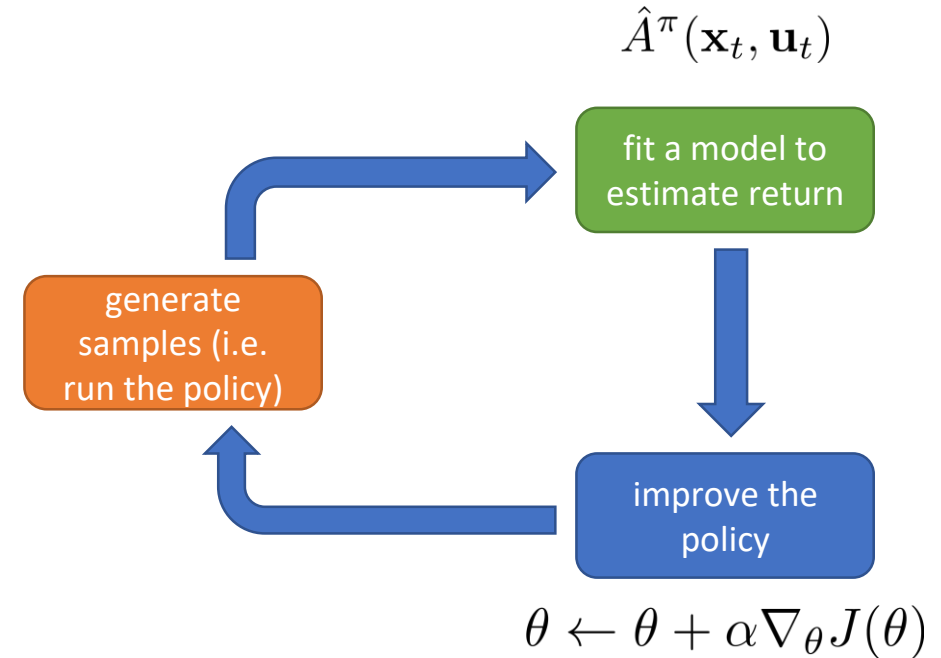 Â^π(𝐱_t, 𝐮_t)
fit a model to
estimate return
generate
samples (i.e.
run the policy)
improve the
policy
θ ← θ + α∇_θ J(θ)